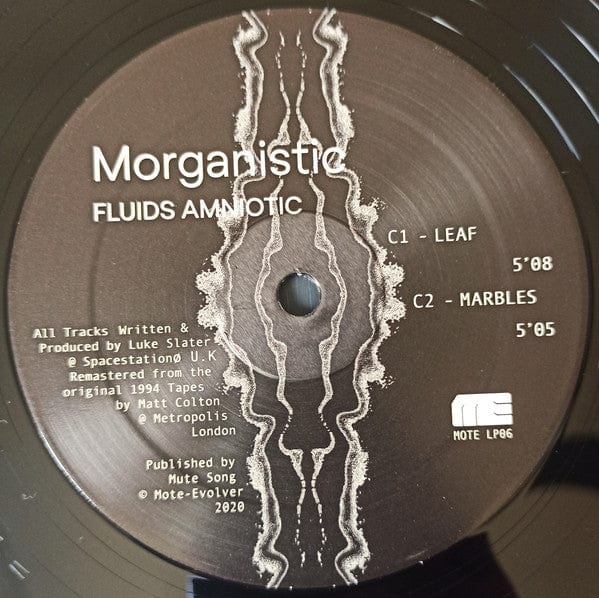 Morganistic
FLUIDS AMNIOTIC
C1 - LEAF
5'08
C2 - MARBLES
5'05
All Tracks Written &
Produced by Luke Slater
@ Spacestation∅ U.K
Remastered from the
original 1994 Tapes
by Matt Colton
@ Metropolis
London
Published by
Mute Song
© Mote-Evolver
2020
ME
MOTE LP06